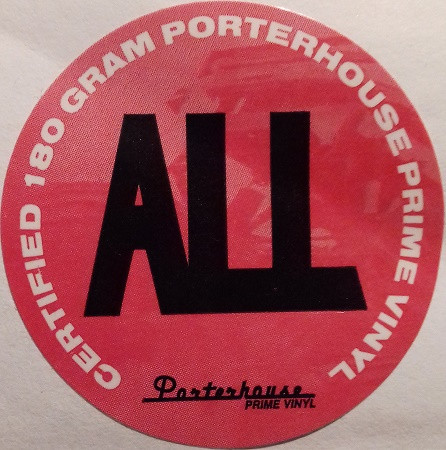 CERTIFIED 180 GRAM PORTERHOUSE PRIME VINYL
ALL
Porterhouse
PRIME VINYL